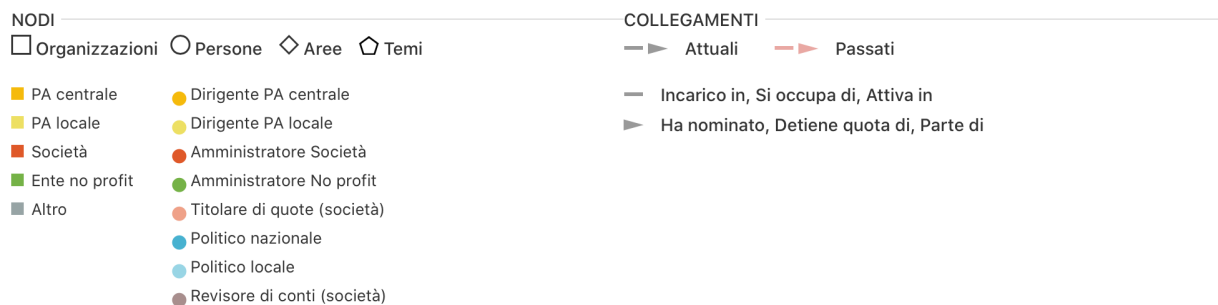 NODI
Organizzazioni Persone Aree Temi
PA centrale
PA locale
Società
Ente no profit
Altro
Dirigente PA centrale
Dirigente PA locale
Amministratore Società
Amministratore No profit
Titolare di quote (società)
Politico nazionale
Politico locale
Revisore di conti (società)
COLLEGAMENTI
Attuali Passati
Incarico in, Si occupa di, Attiva in
Ha nominato, Detiene quota di, Parte di